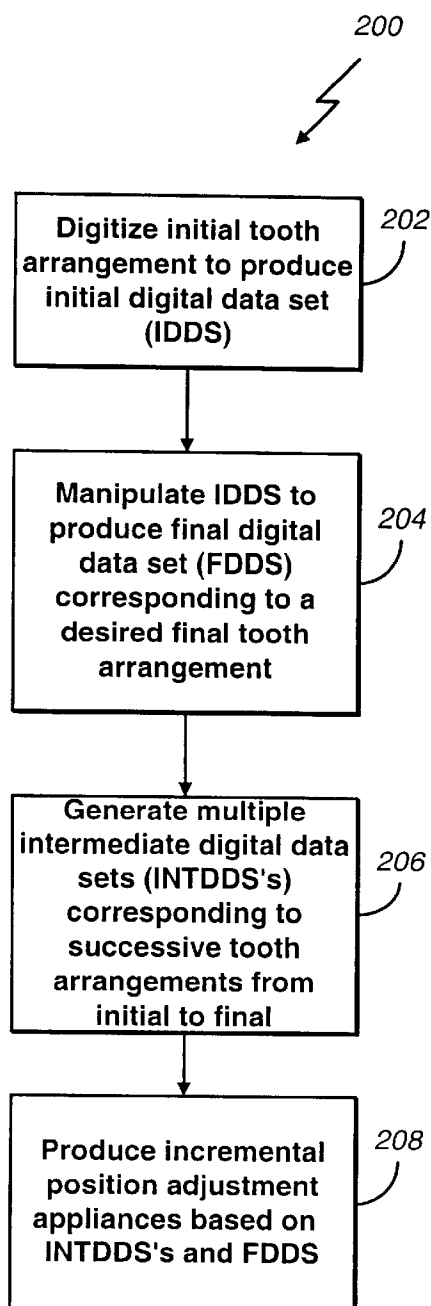 200
Digitize initial tooth
arrangement to produce
initial digital data set
(IDDS)
202
Manipulate IDDS to
produce final digital
data set (FDDS)
corresponding to a
desired final tooth
arrangement
204
Generate multiple
intermediate digital data
sets (INTDDS's)
corresponding to
successive tooth
arrangements from
initial to final
206
Produce incremental
position adjustment
appliances based on
INTDDS's and FDDS
208